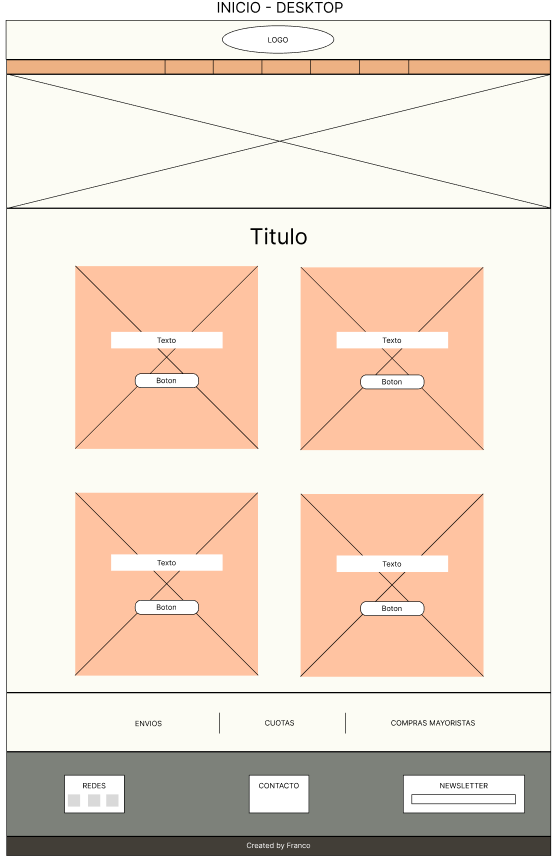 INICIO - DESKTOP
LOGO
Titulo
Texto
Boton
Texto
Boton
Texto
Boton
Texto
Boton
ENVIOS
CUOTAS
COMPRAS MAYORISTAS
REDES
CONTACTO
NEWSLETTER
Created by Franco